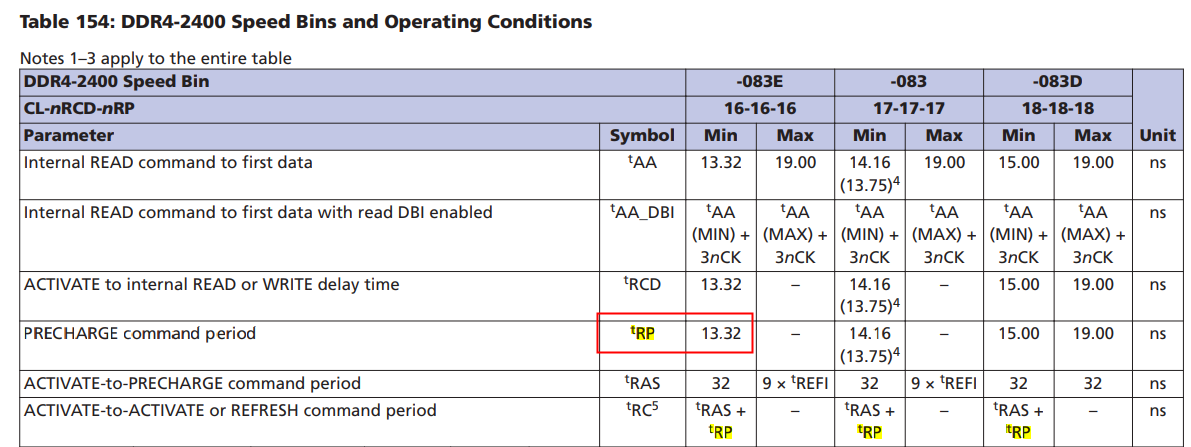 Table 154: DDR4-2400 Speed Bins and Operating Conditions
Notes 1–3 apply to the entire table
DDR4-2400 Speed Bin -083E -083 -083D
CL-nRCD-nRP 16-16-16 17-17-17 18-18-18
Parameter Symbol Min Max Min Max Min Max Unit
Internal READ command to first data tAA 13.32 19.00 14.16 19.00 15.00 19.00 ns
(13.75)4
Internal READ command to first data with read DBI enabled tAA_DBI tAA tAA tAA tAA tAA tAA ns
(MIN) + (MAX) + (MIN) + (MAX) + (MIN) + (MAX) +
3nCK 3nCK 3nCK 3nCK 3nCK 3nCK
ACTIVATE to internal READ or WRITE delay time tRCD 13.32 – 14.16 – 15.00 19.00 ns
(13.75)4
PRECHARGE command period tRP 13.32 – 14.16 – 15.00 19.00 ns
(13.75)4
ACTIVATE-to-PRECHARGE command period tRAS 32 9 × tREFI 32 9 × tREFI 32 32 ns
ACTIVATE-to-ACTIVATE or REFRESH command period tRC5 tRAS + – tRAS + – tRAS + – ns
tRP tRP tRP